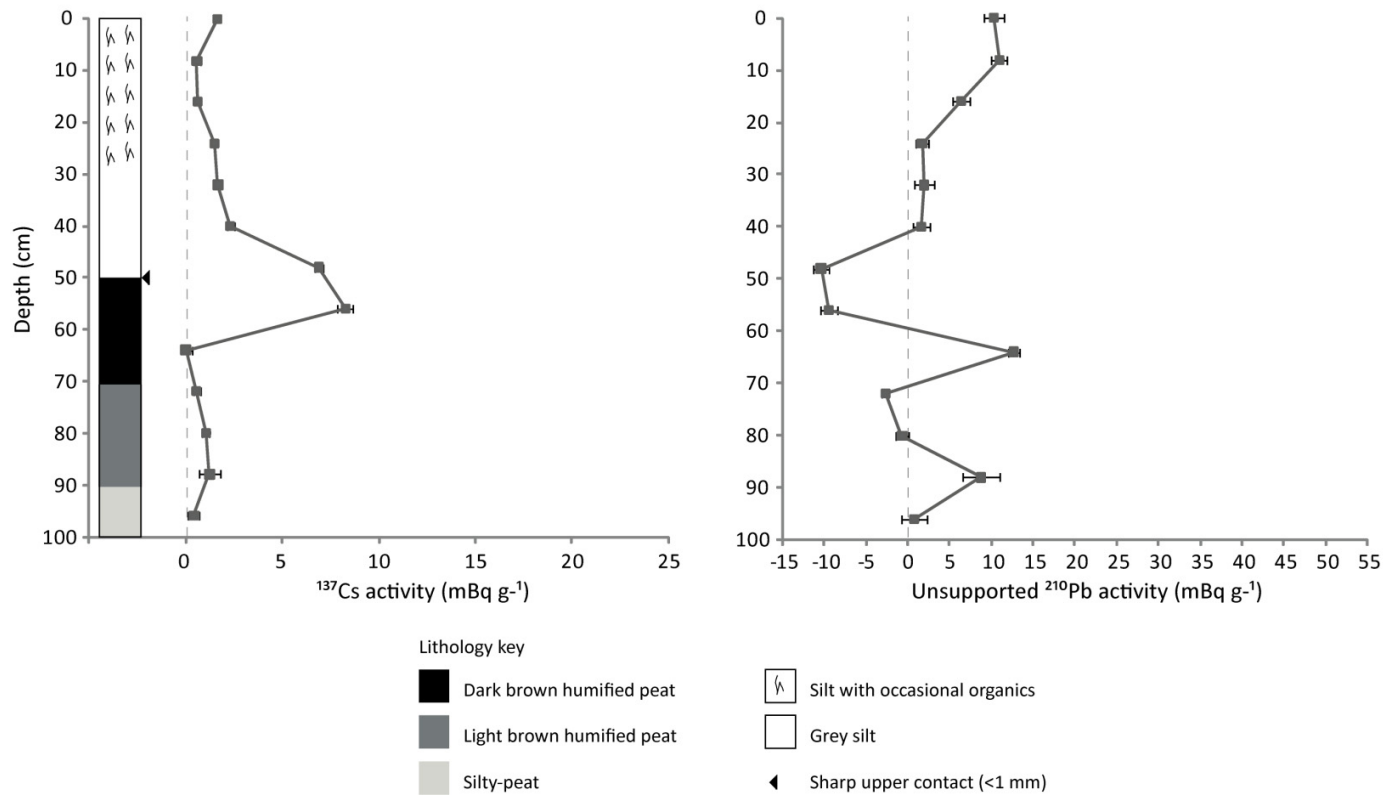 Depth (cm)
0
10
20
30
40
50
60
70
80
90
100
0 5 10 15 20 25
¹³⁷Cs activity (mBq g-¹)
0
10
20
30
40
50
60
70
80
90
100
-15 -10 -5 0 5 10 15 20 25 30 35 40 45 50 55
Unsupported ²¹⁰Pb activity (mBq g-¹)
Lithology key
Dark brown humified peat
Light brown humified peat
Silty-peat
Silt with occasional organics
Grey silt
Sharp upper contact (<1 mm)